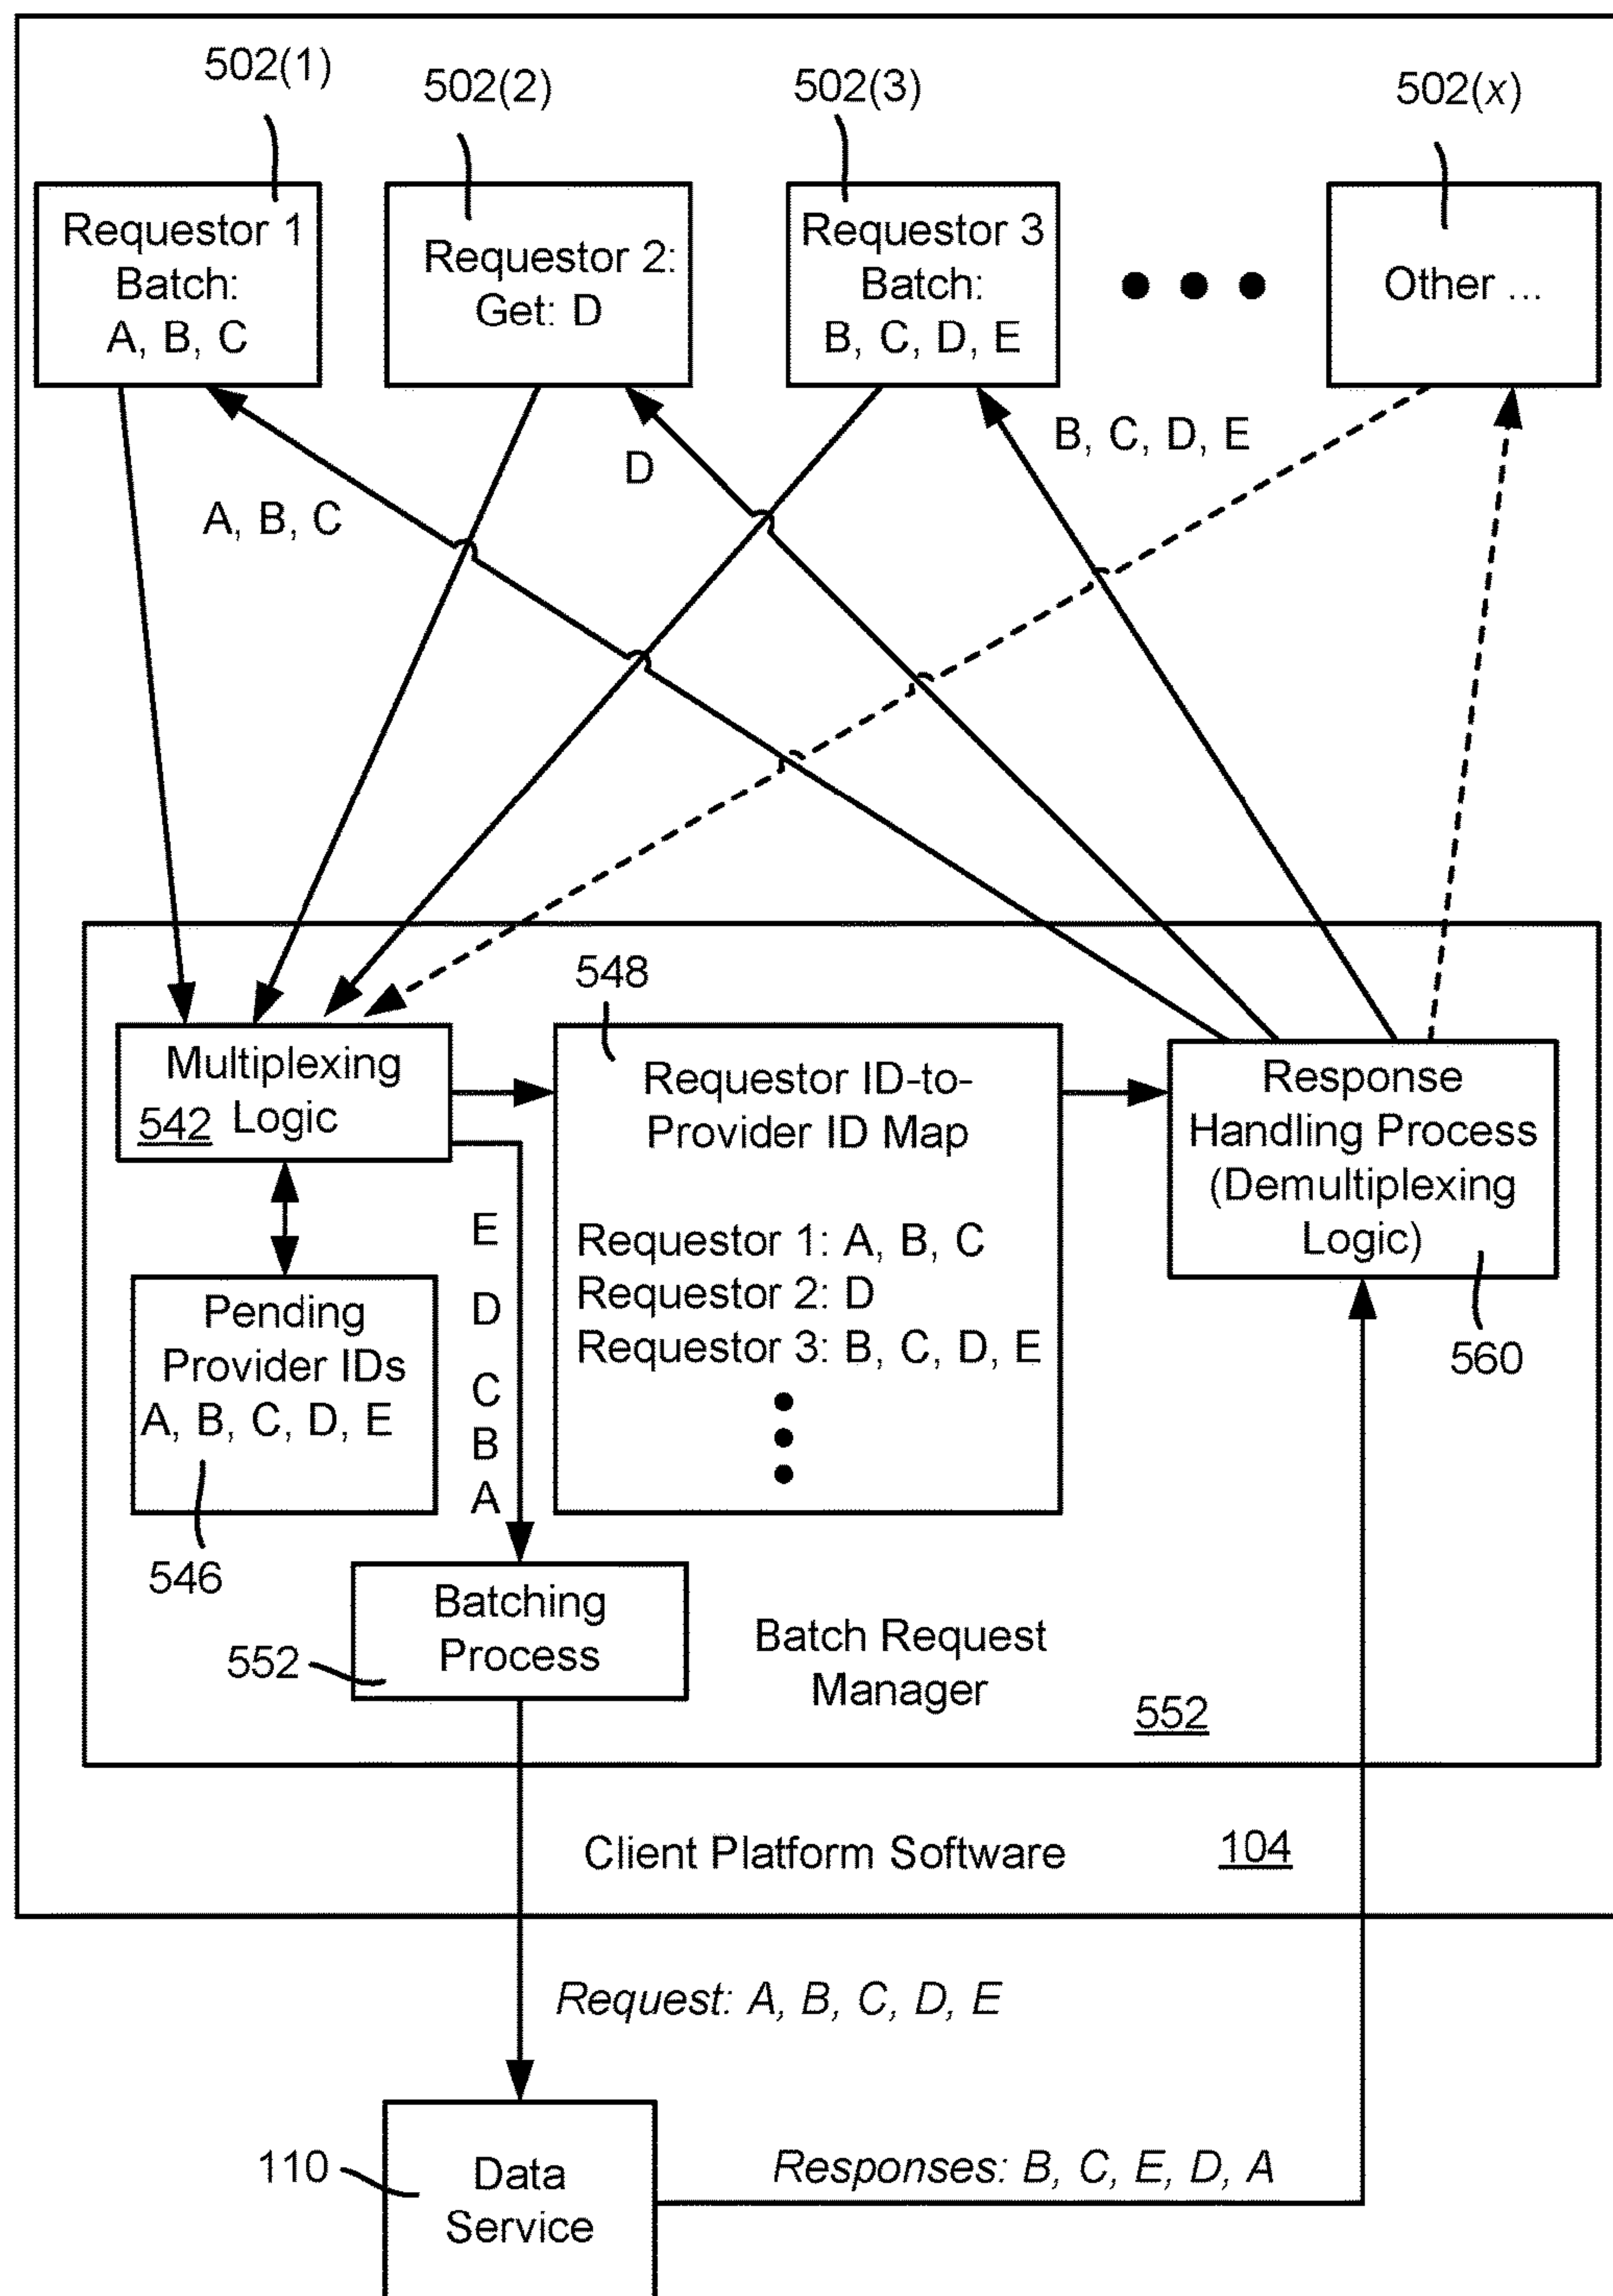 502(1)
502(2)
502(3)
502(x)
Requestor 1
Batch:
A, B, C
Requestor 2:
Get: D
Requestor 3
Batch:
B, C, D, E
Other ...
A, B, C
D
B, C, D, E
548
Multiplexing
Logic
542
Requestor ID-to-
Provider ID Map
Requestor 1: A, B, C
Requestor 2: D
Requestor 3: B, C, D, E
Response
Handling Process
(Demultiplexing
Logic)
560
Pending
Provider IDs
A, B, C, D, E
546
E
D
C
B
A
Batching
Process
552
Batch Request
Manager
552
Client Platform Software
104
Request: A, B, C, D, E
110
Data
Service
Responses: B, C, E, D, A